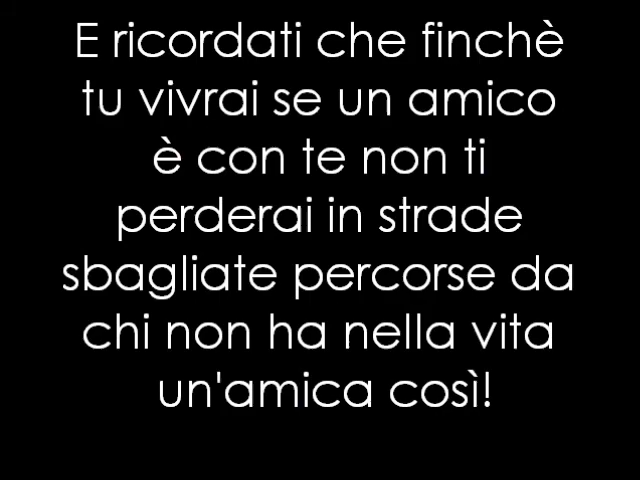 E ricordati che finchè
tu vivrai se un amico
è con te non ti
perderai in strade
sbagliate percorse da
chi non ha nella vita
un'amica così!